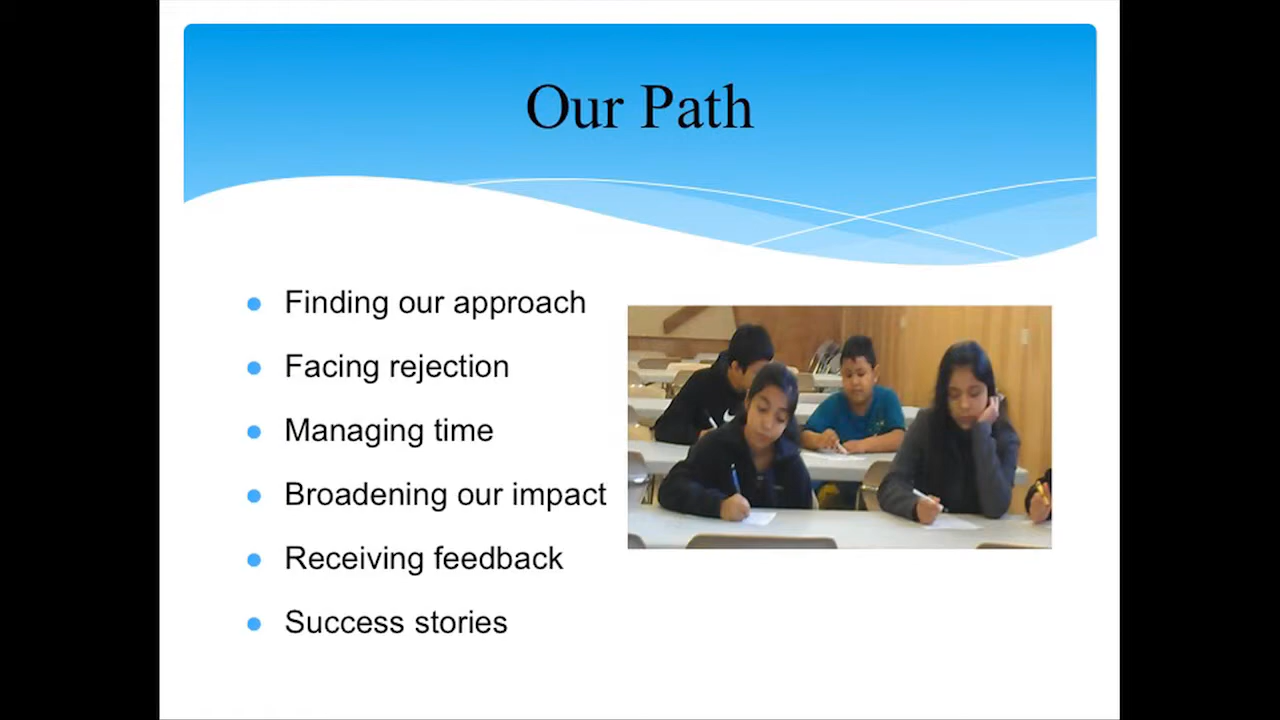 Our Path
Finding our approach
Facing rejection
Managing time
Broadening our impact
Receiving feedback
Success stories